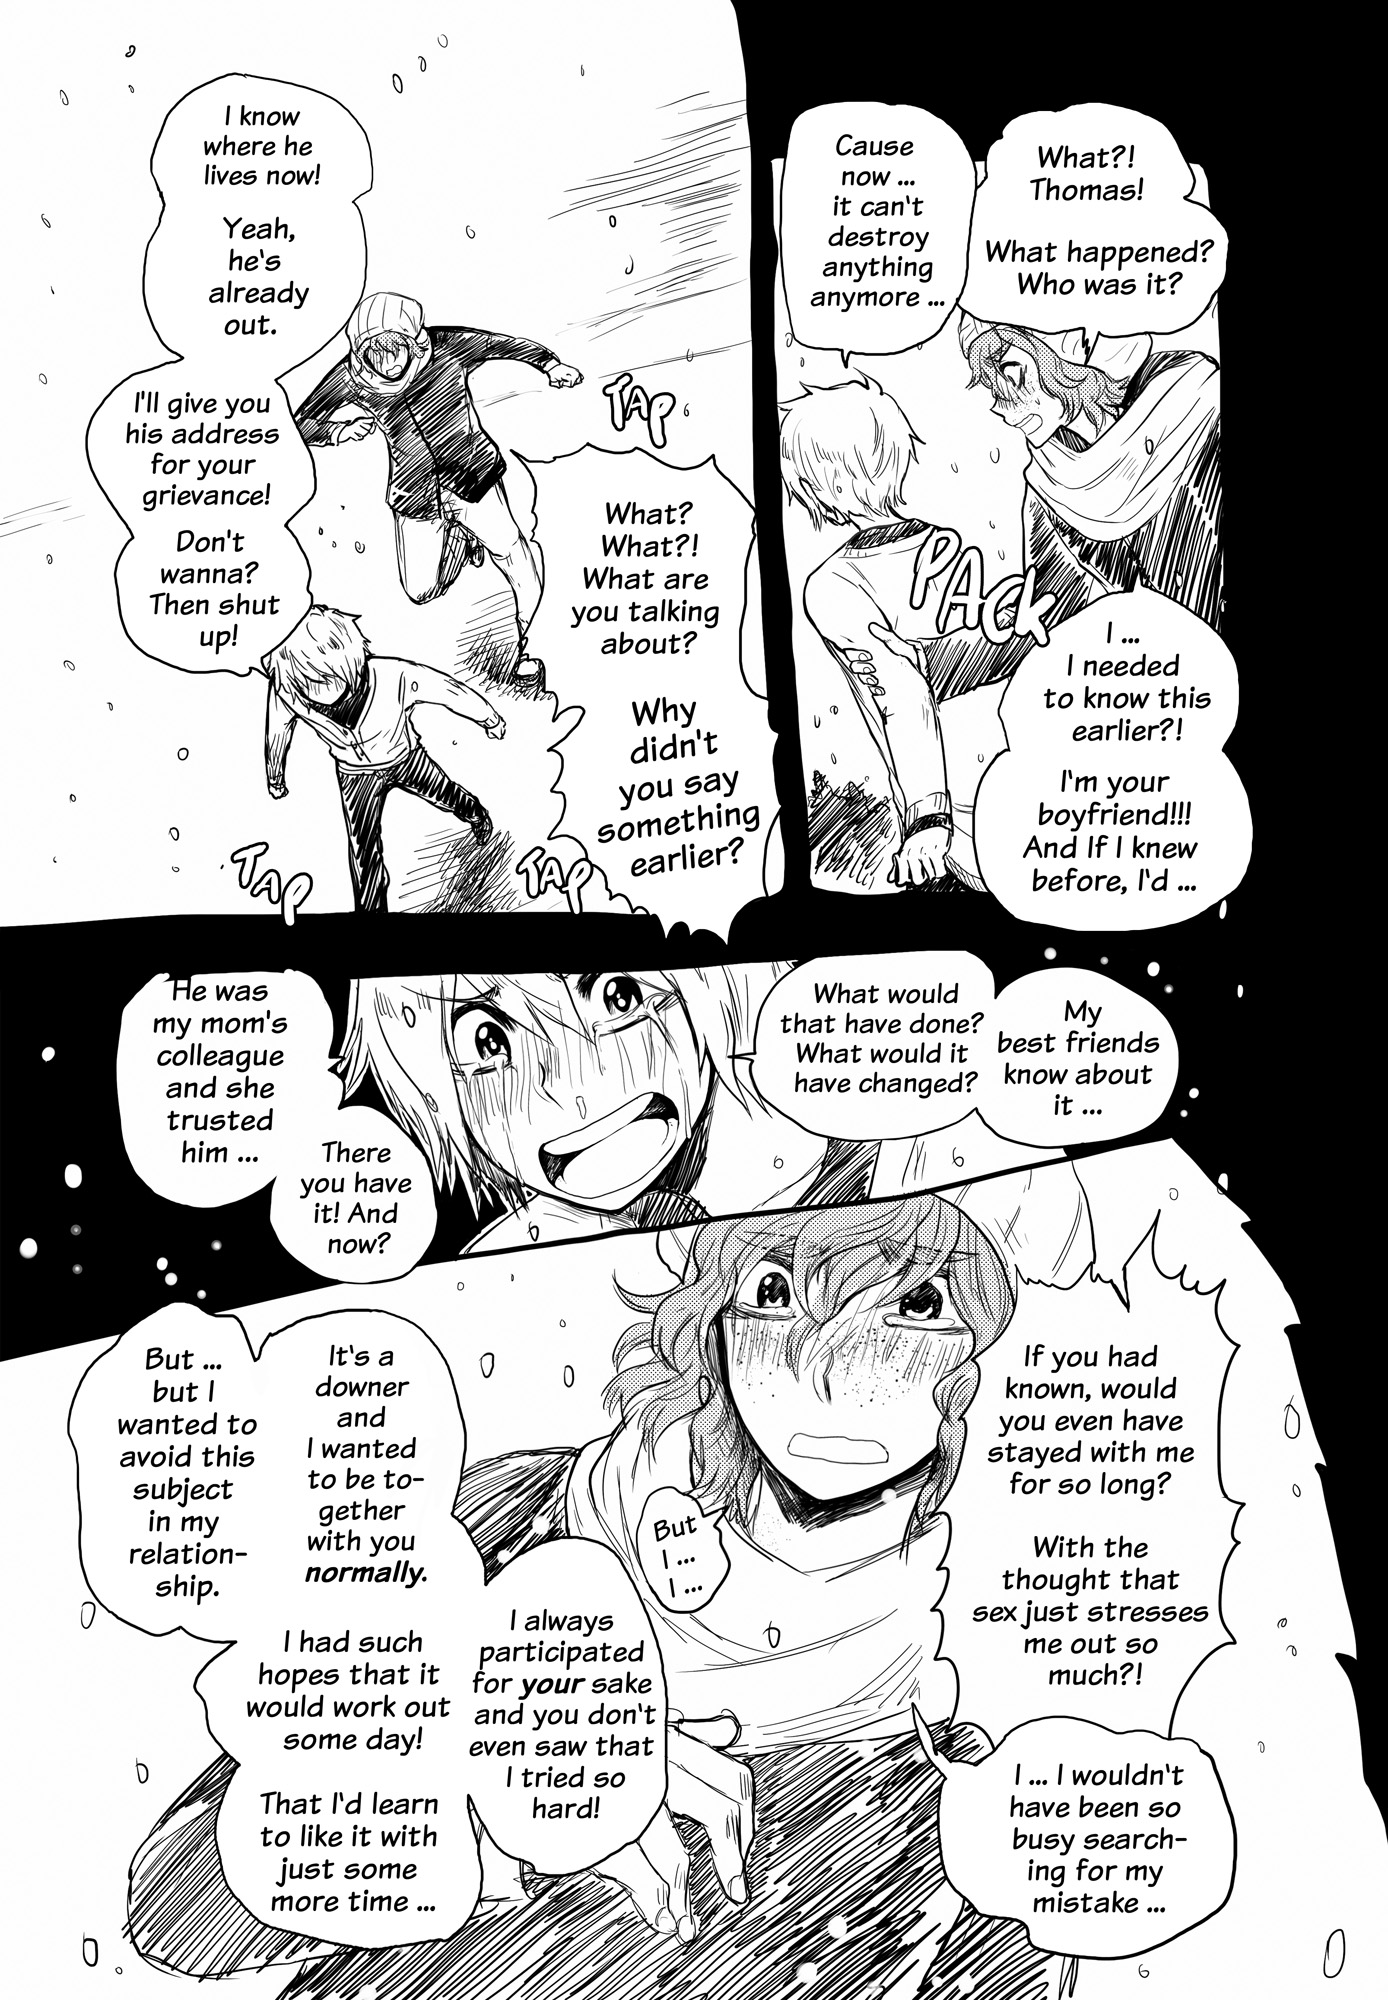 What?!
Thomas!
What happened?
Who was it?
Cause
now ...
it can't
destroy
anything
anymore ...
PACK
I ...
I needed
to know this
earlier?!
I'm your
boyfriend!!!
And If I knew
before, I'd ...
I know
where he
lives now!
Yeah,
he's
already
out.
I'll give you
his address
for your
grievance!
Don't
wanna?
Then shut
up!
TAP
What?
What?!
What are
you talking
about?
Why
didn't
you say
something
earlier?
TAP
TAP
My
best friends
know about
it ...
What would
that have done?
What would it
have changed?
He was
my mom's
colleague
and she
trusted
him ...
There
you have
it! And
now?
If you had
known, would
you even have
stayed with me
for so long?
With the
thought that
sex just stresses
me out so
much?!
I ... I wouldn't
have been so
busy search-
ing for my
mistake ...
But
I ...
I ...
I always
participated
for your sake
and you don't
even saw that
I tried so
hard!
It's a
downer
and
I wanted
to be to-
gether
with you
normally.
But ...
but I
wanted to
avoid this
subject
in my
relation-
ship.
I had such
hopes that it
would work out
some day!
That I'd learn
to like it with
just some
more time ...